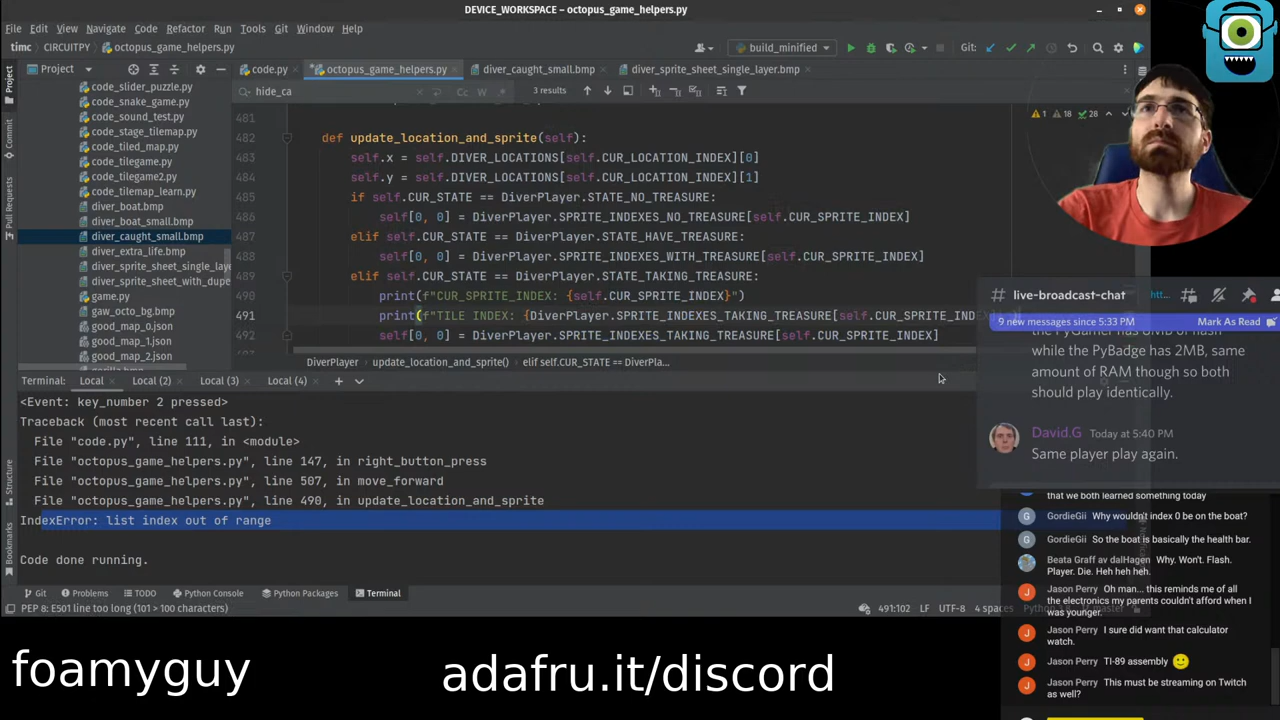 DEVICE_WORKSPACE – octopus_game_helpers.py
File Edit View Navigate Code Refactor Run Tools Git Window Help
timc CIRCUITPY octopus_game_helpers.py build_minified Git:
Project code.py octopus_game_helpers.py diver_caught_small.bmp diver_sprite_sheet_single_layer.bmp
hide_ca Cc W 3 results
1 18 28
Project
Commit
Pull Requests
Structure
Bookmarks
code_slider_puzzle.py
code_snake_game.py
code_sound_test.py
code_stage_tilemap.py
code_tiled_map.py
code_tilegame.py
code_tilegame2.py
code_tilemap_learn.py
diver_boat.bmp
diver_boat_small.bmp
diver_caught_small.bmp
diver_extra_life.bmp
diver_sprite_sheet_single_laye
diver_sprite_sheet_with_dupe
game.py
gaw_octo_bg.bmp
good_map_0.json
good_map_1.json
good_map_2.json
481
482 def update_location_and_sprite(self):
483 self.x = self.DIVER_LOCATIONS[self.CUR_LOCATION_INDEX][0]
484 self.y = self.DIVER_LOCATIONS[self.CUR_LOCATION_INDEX][1]
485 if self.CUR_STATE == DiverPlayer.STATE_NO_TREASURE:
486 self[0, 0] = DiverPlayer.SPRITE_INDEXES_NO_TREASURE[self.CUR_SPRITE_INDEX]
487 elif self.CUR_STATE == DiverPlayer.STATE_HAVE_TREASURE:
488 self[0, 0] = DiverPlayer.SPRITE_INDEXES_WITH_TREASURE[self.CUR_SPRITE_INDEX]
489 elif self.CUR_STATE == DiverPlayer.STATE_TAKING_TREASURE:
490 print(f"CUR_SPRITE_INDEX: {self.CUR_SPRITE_INDEX}")
491 print(f"TILE INDEX: {DiverPlayer.SPRITE_INDEXES_TAKING_TREASURE[self.CUR_SPRITE_INDE
492 self[0, 0] = DiverPlayer.SPRITE_INDEXES_TAKING_TREASURE[self.CUR_SPRITE_INDEX]
DiverPlayer update_location_and_sprite() elif self.CUR_STATE == DiverPla...
Terminal: Local Local (2) Local (3) Local (4)
<Event: key_number 2 pressed>
Traceback (most recent call last):
File "code.py", line 111, in <module>
File "octopus_game_helpers.py", line 147, in right_button_press
File "octopus_game_helpers.py", line 507, in move_forward
File "octopus_game_helpers.py", line 490, in update_location_and_sprite
IndexError: list index out of range
Code done running.
Git Problems TODO Python Console Python Packages Terminal
PEP 8: E501 line too long (101 > 100 characters) 491:102 LF UTF-8 4 spaces
# live-broadcast-chat htt...
9 new messages since 5:33 PM Mark As Read
while the PyBadge has 2MB, same
amount of RAM though so both
should play identically.
David.G Today at 5:40 PM
Same player play again.
that we both learned something today
G GordieGii Why wouldn't index 0 be on the boat?
G GordieGii So the boat is basically the health bar.
Beata Graff av dalHagen Why. Won't. Flash.
Player. Die. Heh heh heh.
J Jason Perry Oh man... this reminds me of all
the electronics my parents couldn't afford when I
was younger.
J Jason Perry I sure did want that calculator
watch.
J Jason Perry TI-89 assembly
J Jason Perry This must be streaming on Twitch
as well?
foamyguy adafru.it/discord